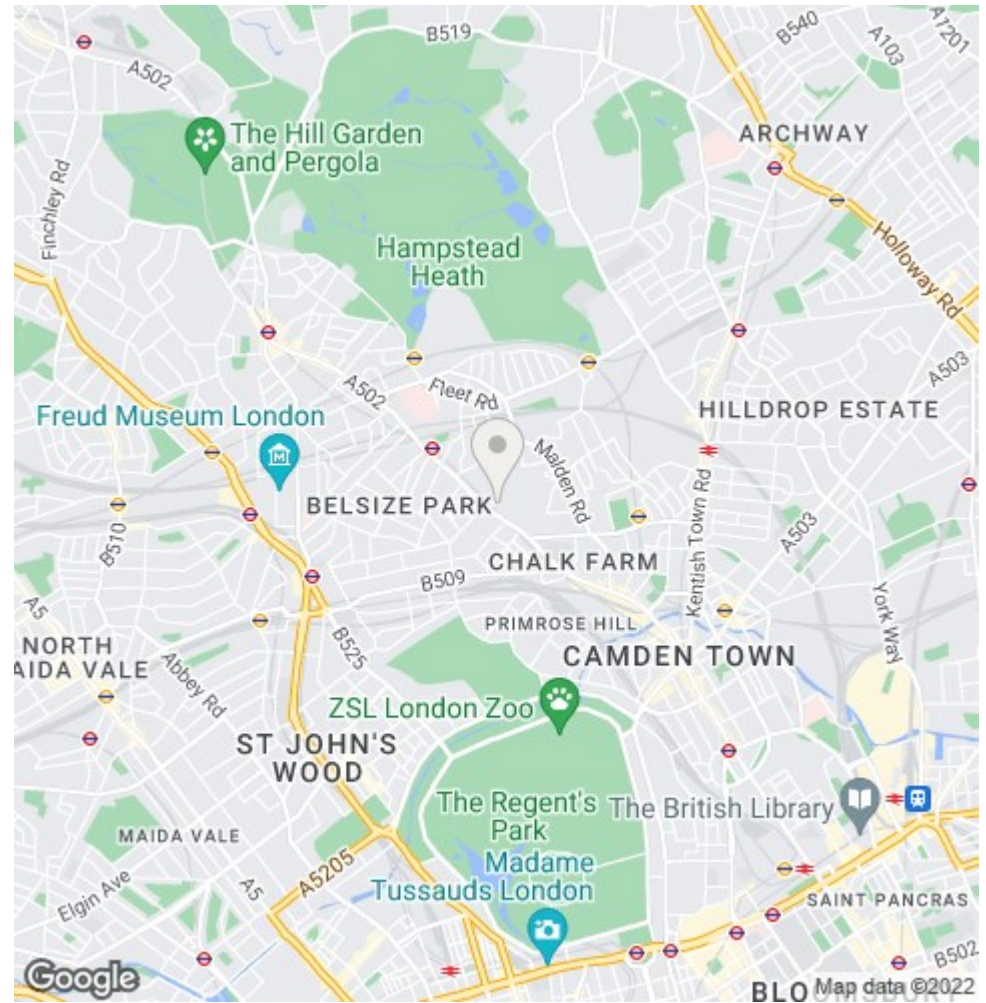 B519
B540
A103
A1201
A502
The Hill Garden
and Pergola
ARCHWAY
Finchley Rd
Hampstead
Heath
Holloway Rd
A502
Fleet Rd
A503
Freud Museum London
HILLDROP ESTATE
Malden Rd
BELSIZE PARK
B510
Kentish Town Rd
A503
CHALK FARM
B509
A5
York Way
NORTH
AIDA VALE
B525
PRIMROSE HILL
CAMDEN TOWN
Abbey Rd
ZSL London Zoo
ST JOHN'S
WOOD
The Regent's
Park
The British Library
MAIDA VALE
Madame
Tussauds London
A5205
Elgin Ave
A5
SAINT PANCRAS
B502
Google
BLO
Map data ©2022